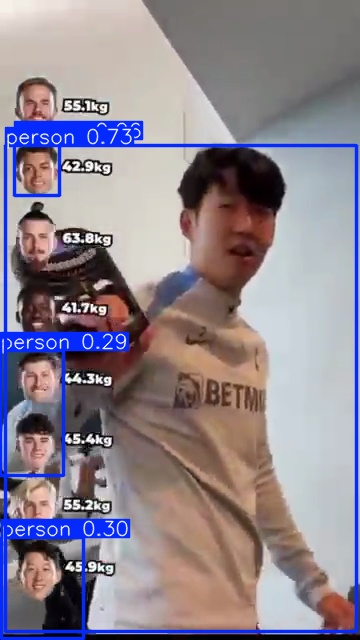 55.1kg
person 0.73
42.9kg
63.8kg
41.7kg
person 0.29
44.3kg
BETM
45.4kg
55.2kg
person 0.30
45.9kg